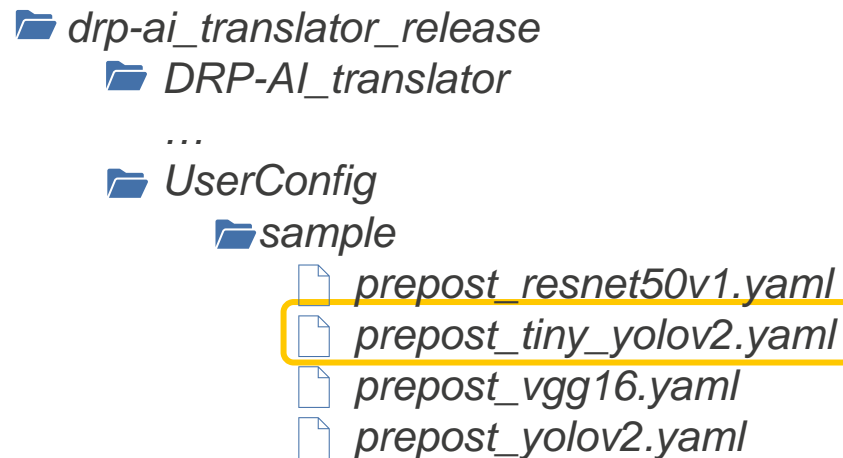 drp-ai_translator_release
DRP-AI_translator
…
UserConfig
sample
prepost_resnet50v1.yaml
prepost_tiny_yolov2.yaml
prepost_vgg16.yaml
prepost_yolov2.yaml